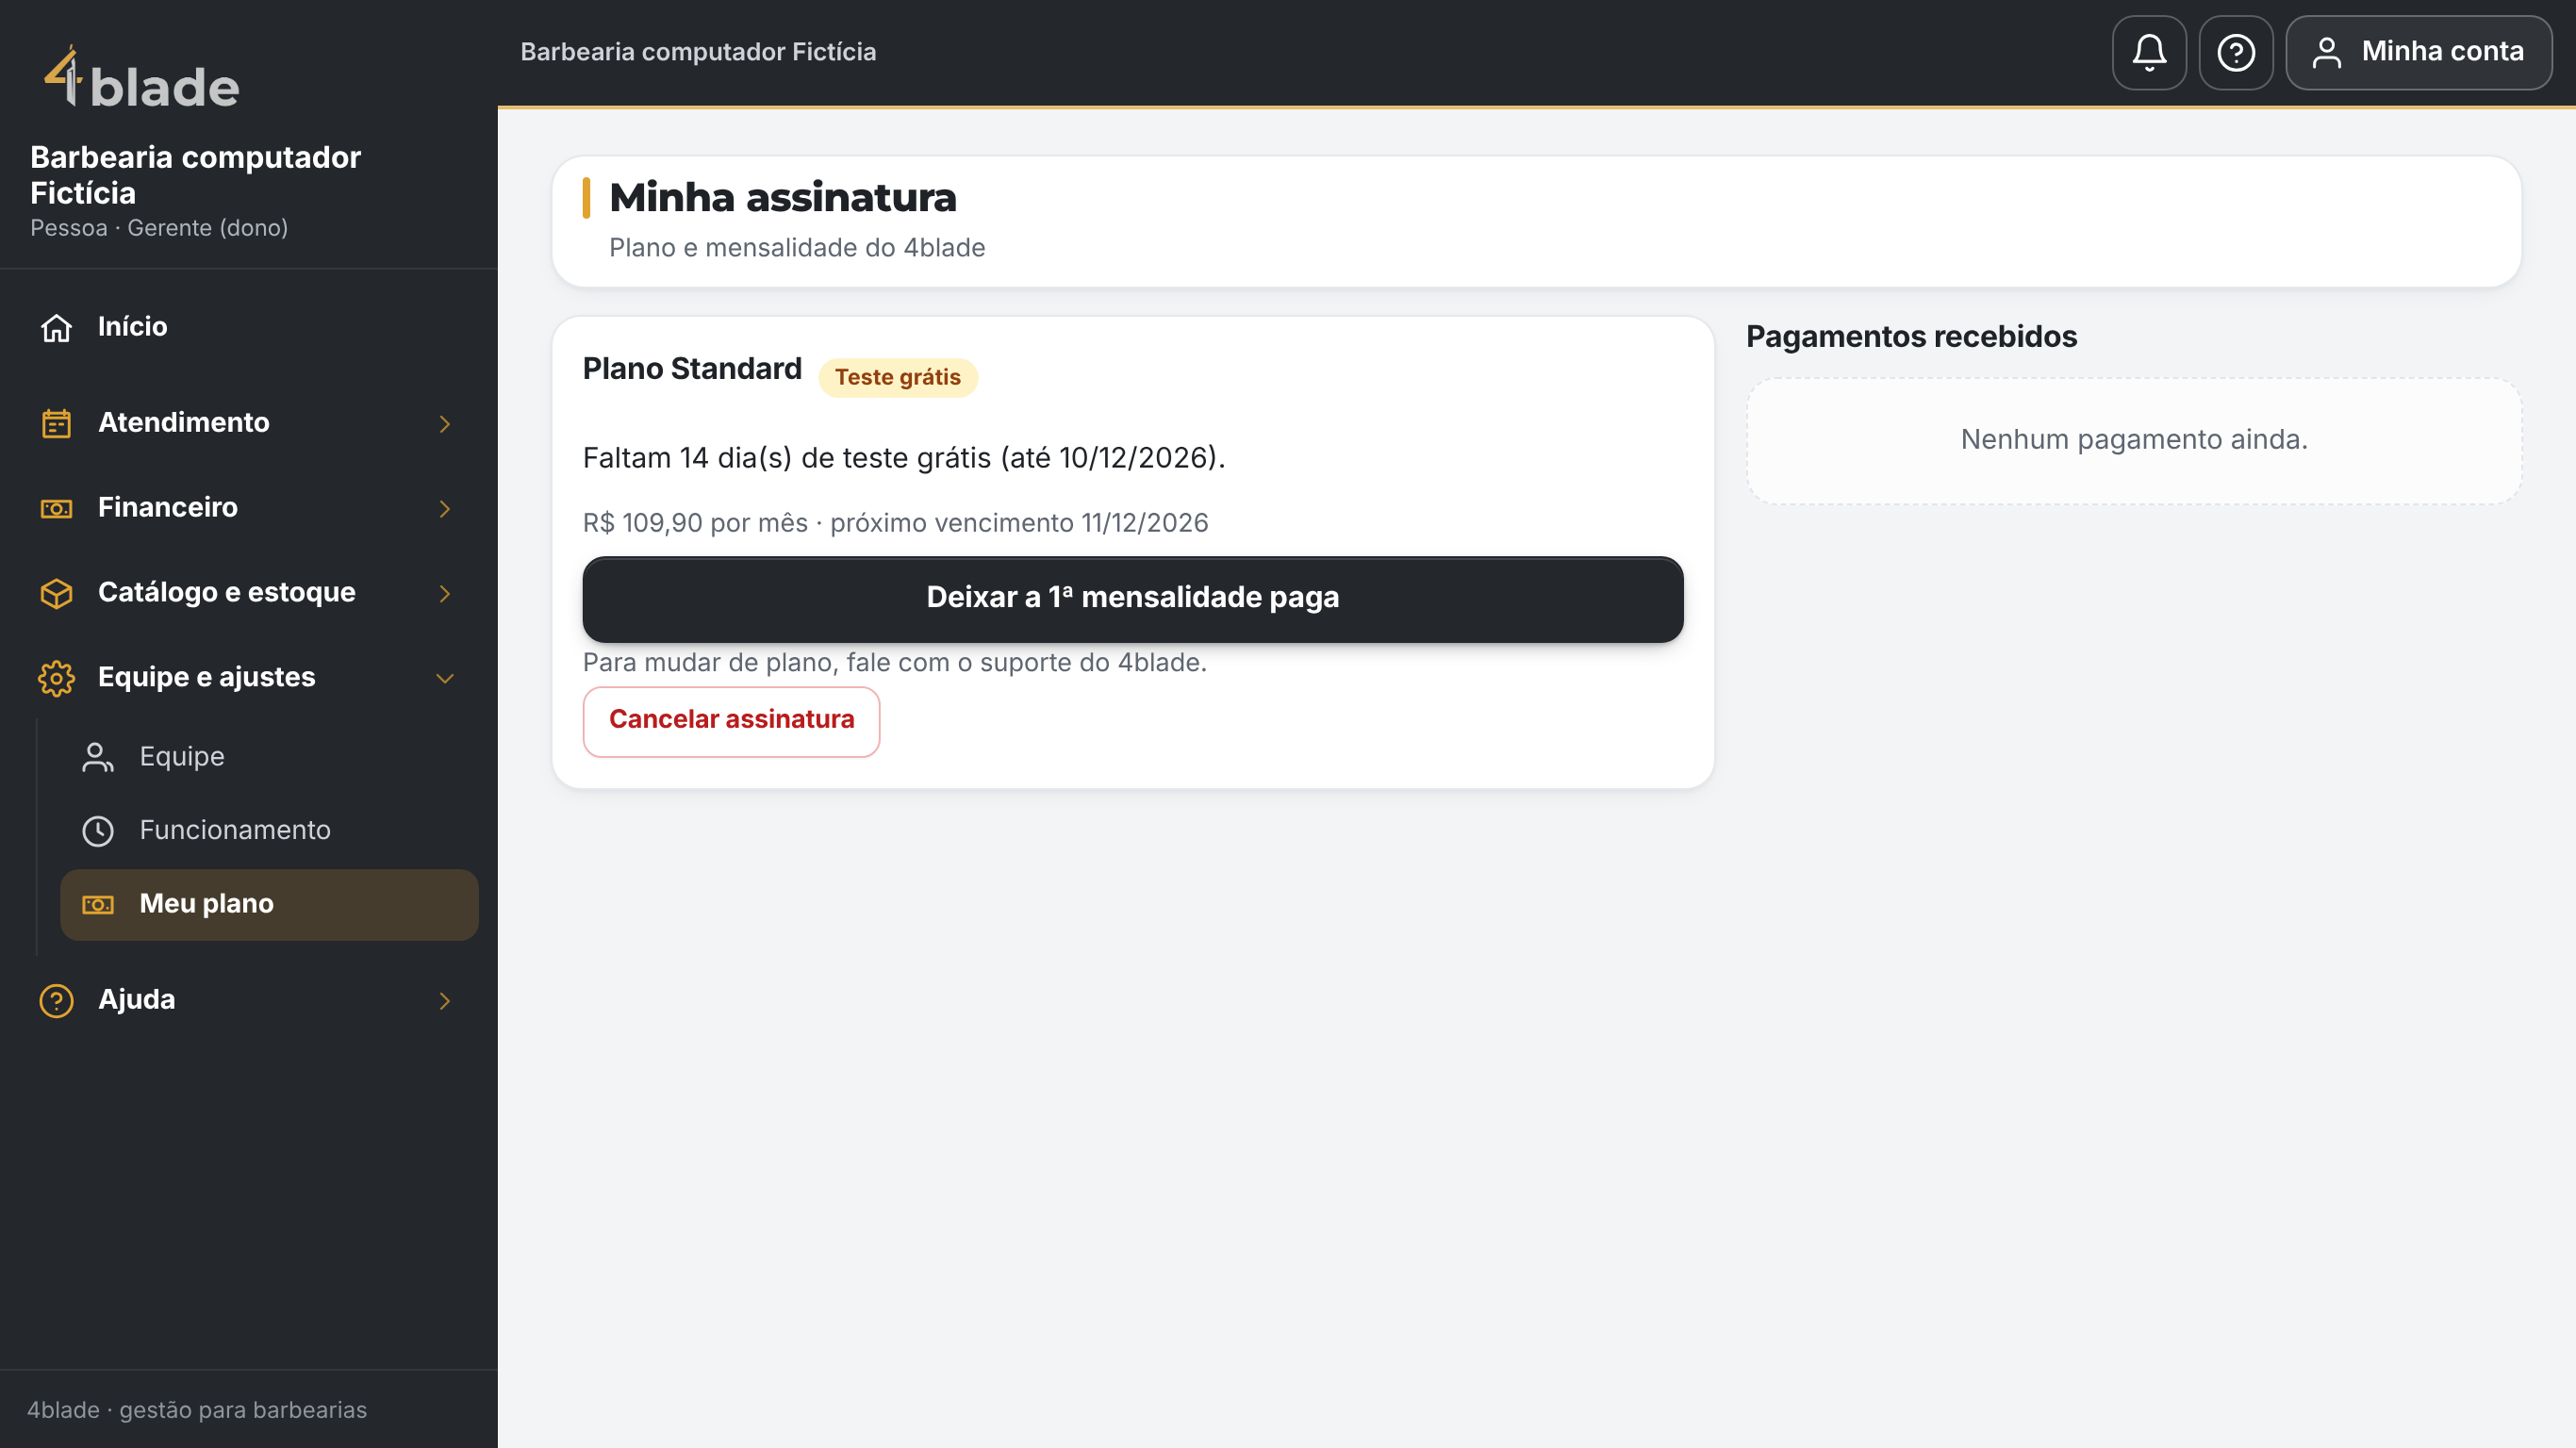 4blade
Barbearia computador
Fictícia
Pessoa · Gerente (dono)
Início
Atendimento
Financeiro
Catálogo e estoque
Equipe e ajustes
Equipe
Funcionamento
Meu plano
Ajuda
4blade · gestão para barbearias
Barbearia computador Fictícia
Minha conta
Minha assinatura
Plano e mensalidade do 4blade
Plano Standard
Teste grátis
Faltam 14 dia(s) de teste grátis (até 10/12/2026).
R$ 109,90 por mês · próximo vencimento 11/12/2026
Deixar a 1ª mensalidade paga
Para mudar de plano, fale com o suporte do 4blade.
Cancelar assinatura
Pagamentos recebidos
Nenhum pagamento ainda.